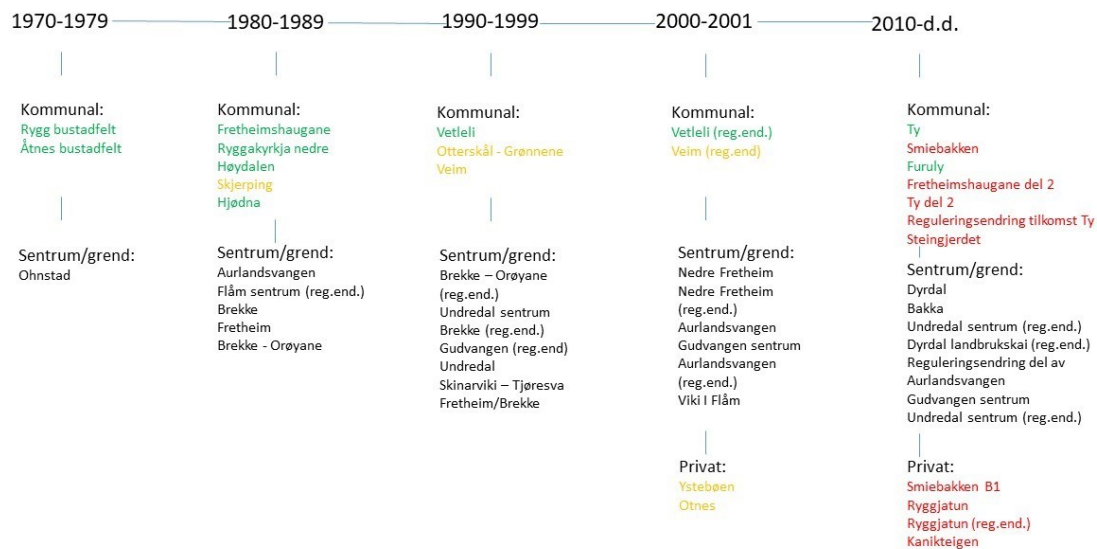 1970-1979
1980-1989
1990-1999
2000-2001
2010-d.d.
Kommunal:
Rygg bustadfelt
Åtnes bustadfelt
Sentrum/grend:
Ohnstad
Kommunal:
Fretheimshaugane
Ryggakyrkja nedre
Høydalen
Skjerping
Hjødna
Sentrum/grend:
Aurlandsvangen
Flåm sentrum (reg.end.)
Brekke
Fretheim
Brekke - Orøyane
Kommunal:
Vetleli
Otterskål - Grønnene
Veim
Sentrum/grend:
Brekke – Orøyane
(reg.end.)
Undredal sentrum
Brekke (reg.end.)
Gudvangen (reg.end)
Undredal
Skinarviki – Tjøresva
Fretheim/Brekke
Kommunal:
Vetleli (reg.end.)
Veim (reg.end)
Sentrum/grend:
Nedre Fretheim
Nedre Fretheim
(reg.end.)
Aurlandsvangen
Gudvangen sentrum
Aurlandsvangen
(reg.end.)
Viki I Flåm
Privat:
Ystebøen
Otnes
Kommunal:
Ty
Smiebakken
Furuly
Fretheimshaugane del 2
Ty del 2
Reguleringsendring tilkomst Ty
Steingjerdet
Sentrum/grend:
Dyrdal
Bakka
Undredal sentrum (reg.end.)
Dyrdal landbrukskai (reg.end.)
Reguleringsendring del av
Aurlandsvangen
Gudvangen sentrum
Undredal sentrum (reg.end.)
Privat:
Smiebakken B1
Ryggjatun
Ryggjatun (reg.end.)
Kanikteigen